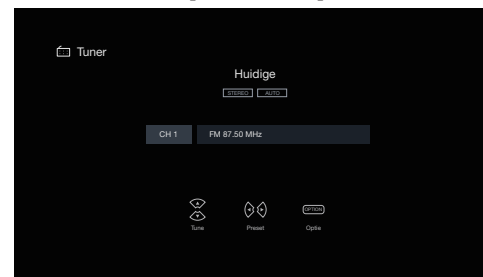 Tuner
Huidige
STEREO AUTO
CH 1 FM 87.50 MHz
OPTION
Tune Preset Optie